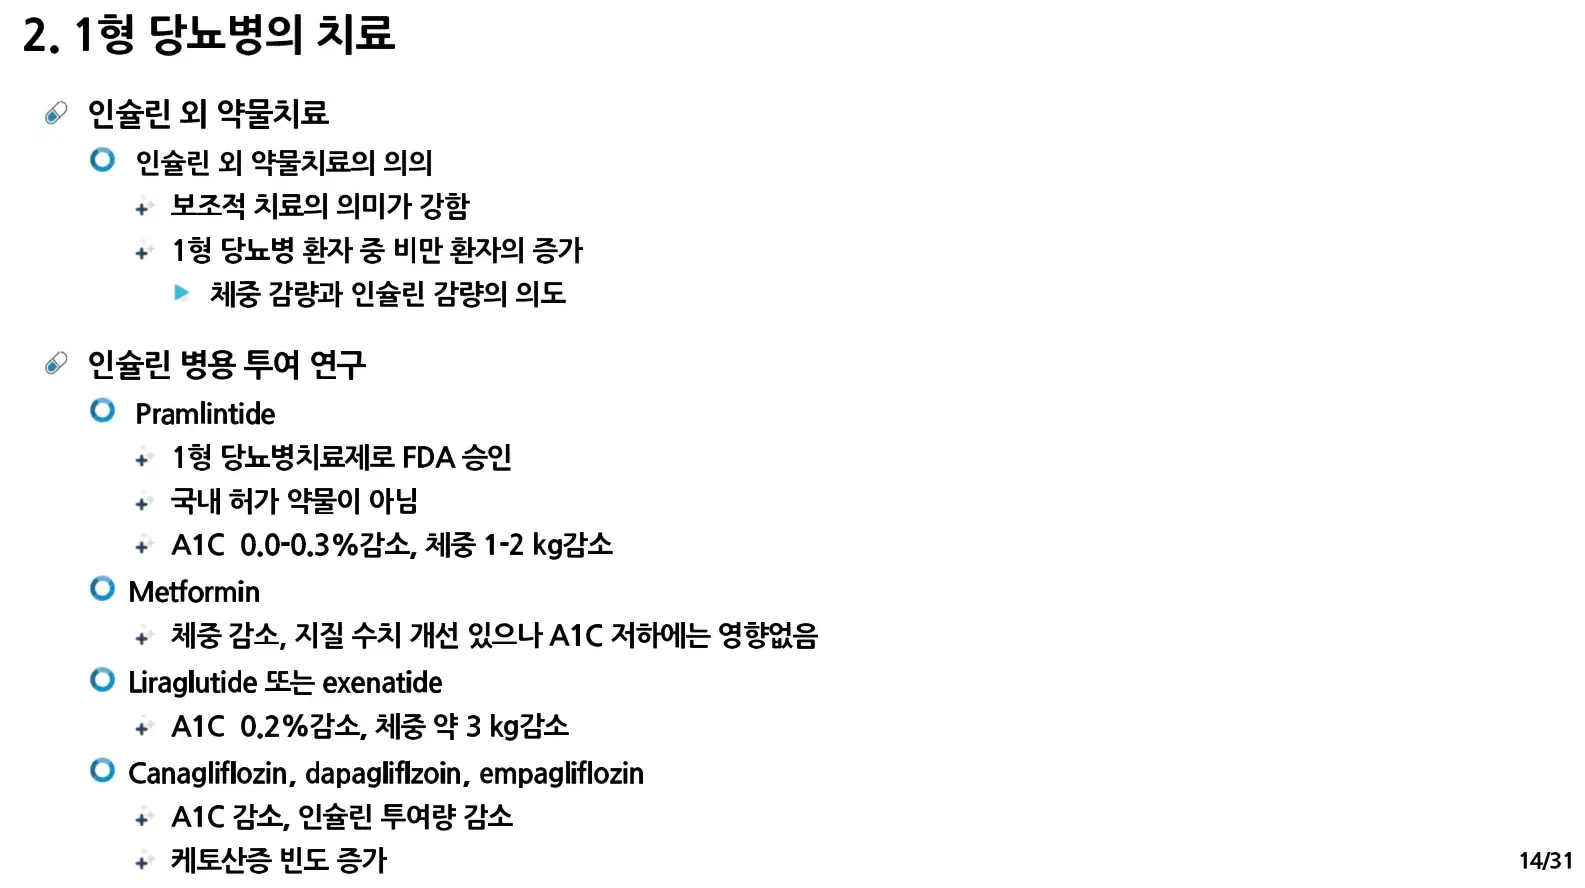 2. 1형 당뇨병의 치료
인슐린 외 약물치료
인슐린 외 약물치료의 의의
보조적 치료의 의미가 강함
1형 당뇨병 환자 중 비만 환자의 증가
체중 감량과 인슐린 감량의 의도
인슐린 병용 투여 연구
Pramlintide
1형 당뇨병치료제로 FDA 승인
국내 허가 약물이 아님
A1C 0.0-0.3%감소, 체중 1-2 kg감소
Metformin
체중 감소, 지질 수치 개선 있으나 A1C 저하에는 영향없음
Liraglutide 또는 exenatide
A1C 0.2%감소, 체중 약 3 kg감소
Canagliflozin, dapagliflzoin, empagliflozin
A1C 감소, 인슐린 투여량 감소
케토산증 빈도 증가
14/31